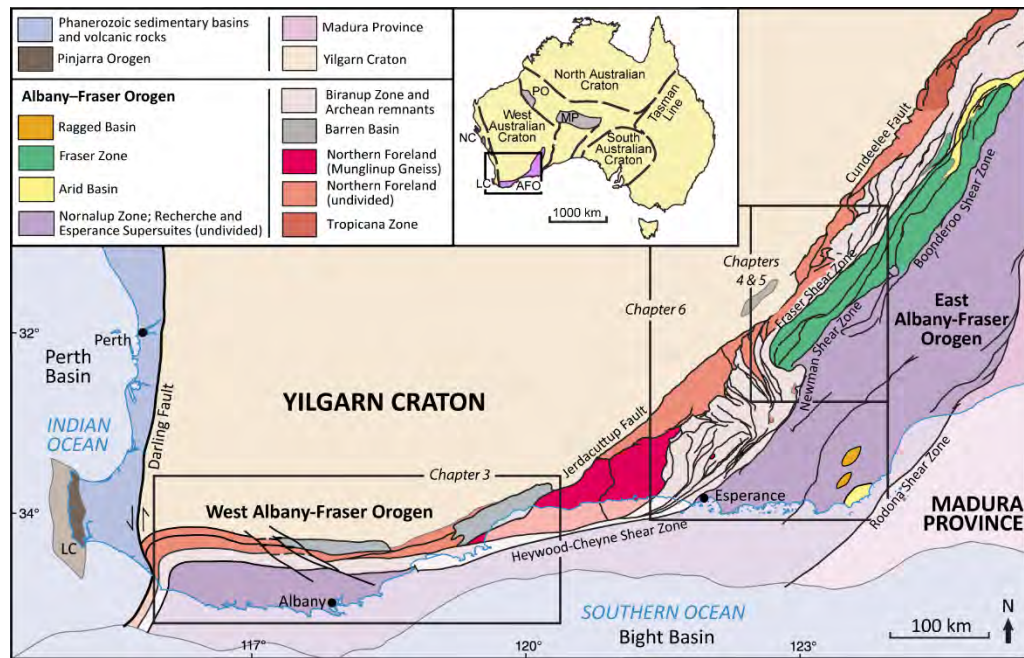 Phanerozoic sedimentary basins
and volcanic rocks
Pinjarra Orogen
Madura Province
Yilgarn Craton
Albany–Fraser Orogen
Ragged Basin
Fraser Zone
Arid Basin
Nornalup Zone; Recherche and
Esperance Supersuites (undivided)
Biranup Zone and
Archean remnants
Barren Basin
Northern Foreland
(Munglinup Gneiss)
Northern Foreland
(undivided)
Tropicana Zone
North Australian
Craton
PO
MP
West
Australian
Craton
Tasman
Line
South
Australian
Craton
NC
LC
AFO
1000 km
Cundeelee Fault
Boonderoo Shear Zone
Fraser Shear Zone
Newman Shear Zone
Chapters
4 & 5
Chapter 6
East
Albany-Fraser
Orogen
32°
Perth
Perth
Basin
INDIAN
OCEAN
Darling Fault
YILGARN CRATON
Jerdacuttup Fault
Chapter 3
34°
West Albany-Fraser Orogen
Esperance
Heywood-Cheyne Shear Zone
Rodona Shear Zone
MADURA
PROVINCE
LC
Albany
SOUTHERN OCEAN
Bight Basin
N
100 km
117°
120°
123°